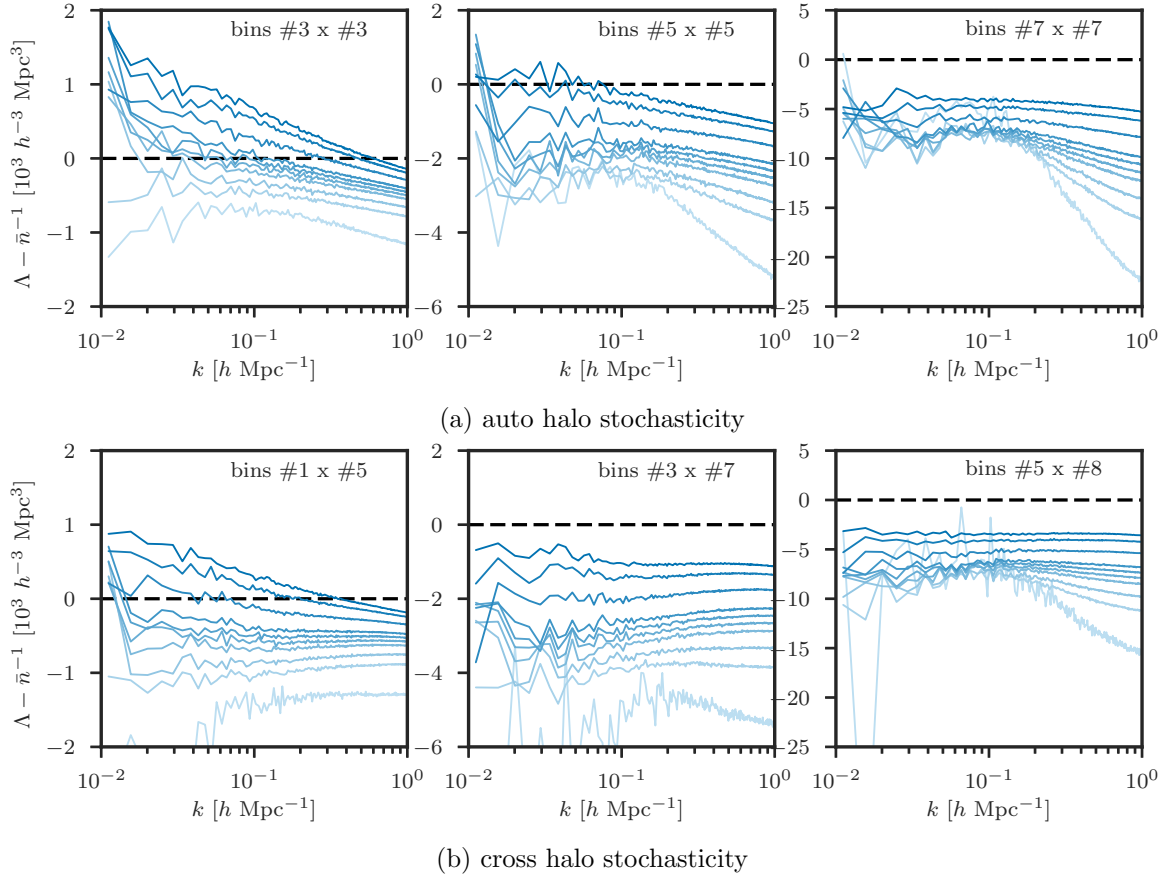 bins #3 x #3
bins #5 x #5
bins #7 x #7
Λ − n̄⁻¹ [10³ h⁻³ Mpc³]
2
1
0
−1
−2
2
0
−2
−4
−6
5
0
−5
−10
−15
−20
−25
10⁻² 10⁻¹ 10⁰
10⁻² 10⁻¹ 10⁰
10⁻² 10⁻¹ 10⁰
k [h Mpc⁻¹]
k [h Mpc⁻¹]
k [h Mpc⁻¹]
(a) auto halo stochasticity
bins #1 x #5
bins #3 x #7
bins #5 x #8
Λ − n̄⁻¹ [10³ h⁻³ Mpc³]
2
1
0
−1
−2
2
0
−2
−4
−6
5
0
−5
−10
−15
−20
−25
10⁻² 10⁻¹ 10⁰
10⁻² 10⁻¹ 10⁰
10⁻² 10⁻¹ 10⁰
k [h Mpc⁻¹]
k [h Mpc⁻¹]
k [h Mpc⁻¹]
(b) cross halo stochasticity